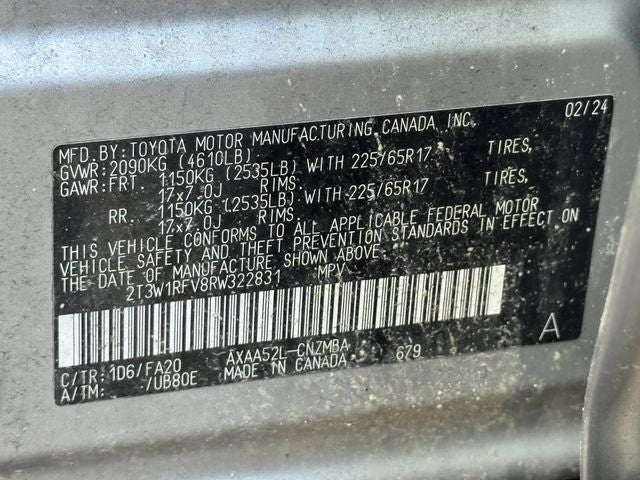 MFD.BY: TOYOTA MOTOR MANUFACTURING CANADA INC. 02/24
GVWR: 2090KG (4610LB)
GAWR: FRT. 1150KG (2535LB) WITH 225/65R17 TIRES,
17x7.0J RIMS.
RR. 1150KG (2535LB) WITH 225/65R17 TIRES,
17x7.0J RIMS.
THIS VEHICLE CONFORMS TO ALL APPLICABLE FEDERAL MOTOR
VEHICLE SAFETY AND THEFT PREVENTION STANDARDS IN EFFECT ON
THE DATE OF MANUFACTURE SHOWN ABOVE.
2T3W1RFV8RW322831 MPV
A
C/TR: 1D6/FA20 AXAA52L-CNZMBA 679
A/TM: /UB80E MADE IN CANADA